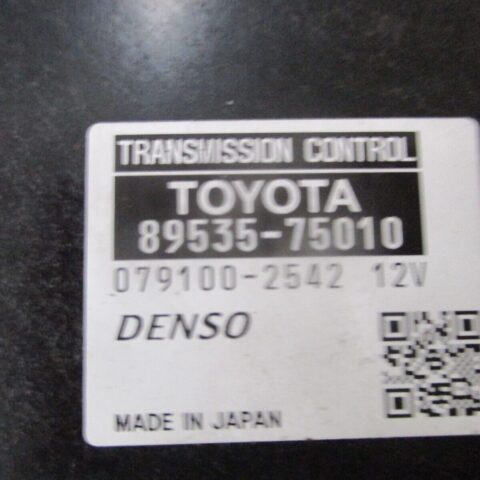 TRANSMISSION CONTROL
TOYOTA
89535-75010
079100-2542 12V
DENSO
MADE IN JAPAN